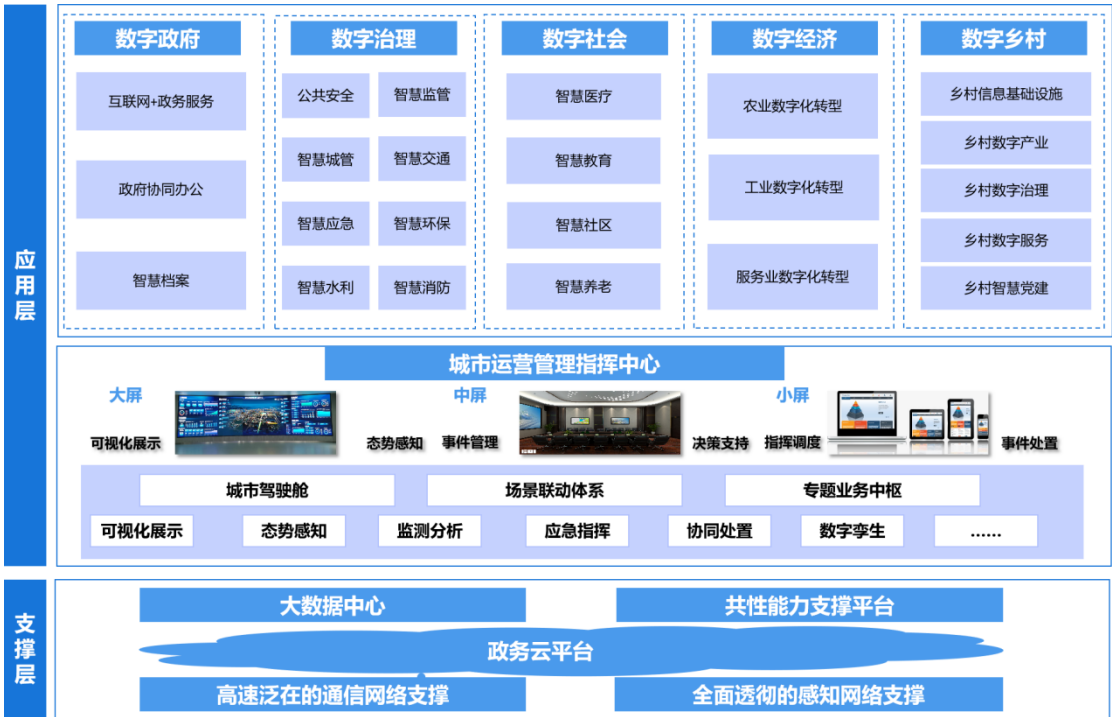 应用层
数字政府
互联网+政务服务
政府协同办公
智慧档案
数字治理
公共安全 智慧监管
智慧城管 智慧交通
智慧应急 智慧环保
智慧水利 智慧消防
数字社会
智慧医疗
智慧教育
智慧社区
智慧养老
数字经济
农业数字化转型
工业数字化转型
服务业数字化转型
数字乡村
乡村信息基础设施
乡村数字产业
乡村数字治理
乡村数字服务
乡村智慧党建
城市运营管理指挥中心
大屏 中屏 小屏
可视化展示 态势感知 事件管理 决策支持 指挥调度 事件处置
城市驾驶舱 场景联动体系 专题业务中枢
可视化展示 态势感知 监测分析 应急指挥 协同处置 数字孪生 ......
支撑层
大数据中心 共性能力支撑平台
政务云平台
高速泛在的通信网络支撑 全面透彻的感知网络支撑